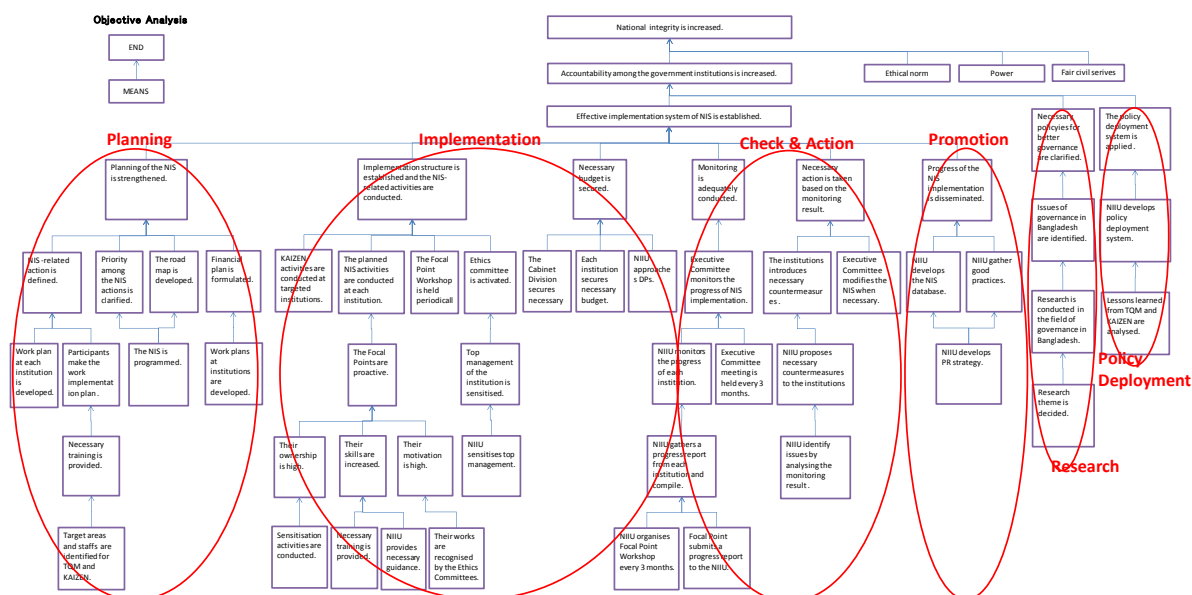 Objective Analysis
END
MEANS
National integrity is increased.
Accountability among the government institutions is increased.
Ethical norm
Power
Fair civil serives
Effective implementation system of NIS is established.
Planning
Implementation
Check & Action
Promotion
Necessary
policyies for
better
governance
are clarified.
The policy
deployment
system is
applied .
Planning of the NIS
is strengthened.
Implementation structure is
established and the NIS-
related activities are
conducted.
Necessary
budget is
secured.
Monitoring
is
adequately
conducted.
Necessary
action is taken
based on the
monitoring
result.
Progress of
the NIS
implementation
is disseminated.
Issues of
governance in
Bangladesh
are identified.
NIIU develops
policy
deployment
system.
NIS -related
action is
defined.
Priority
among
the NIS
actions is
clarified.
The road
map is
developed.
Financial
plan is
formulated.
KAIZEN
activities are
conducted at
targeted
institutions.
The planned
NIS activities
are
conducted at
each institution.
The Focal
Point
Workshop
is held
periodicall
Ethics
committee
is activated.
The
Cabinet
Division
secures
necessary
Each
institution
secures
necessary
budget.
NIIU
approache
s DPs.
Executive
Committee
monitors the
progress of NIS
implementation.
The institutions
introduces
necessary
countermeasur
es .
Executive
Committee
modifies the
NIS when
necessary.
NIIU
develops
the NIS
database.
NIIU gather
good
practices.
Research is
conducted in
the field of
governance in
Bangladesh.
Lessons learned
from TQM and
KAIZEN are
analysed.
Work plan
at each
institution
is
developed.
Participants
make the
work
implementat
ion plan .
The NIS is
programmed.
Work plans
at
institutions
are
developed.
The Focal
Points are
proactive.
Top
management
of the
institution is
sensitised.
NIIU monitors
the progress
of each
institution.
Executive
Committee
meeting is
held every 3
months.
NIIU proposes
necessary
countermeasures
to the institutions
NIIU develops
PR strategy.
Policy
Deployment
Research
theme is
decided.
Necessary
training is
provided.
Their
ownership
is high.
Their
skills are
increased.
Their
motivation
is high.
NIIU
sensitises top
management.
NIIU gathers a
progress report
from each
institution and
compile.
NIIU identify
issues by
analysing the
monitoring
result .
Research
Target areas
and staffs are
identified for
TQM and
KAIZEN.
Sensitisation
activities are
conducted.
Necessary
training is
provided.
NIIU
provides
necessary
guidance.
Their works
are
recognised
by the Ethics
Committees.
NIIU organises
Focal Point
Workshop
every 3 months.
Focal Point
submits a
progress report
to the NIIU.